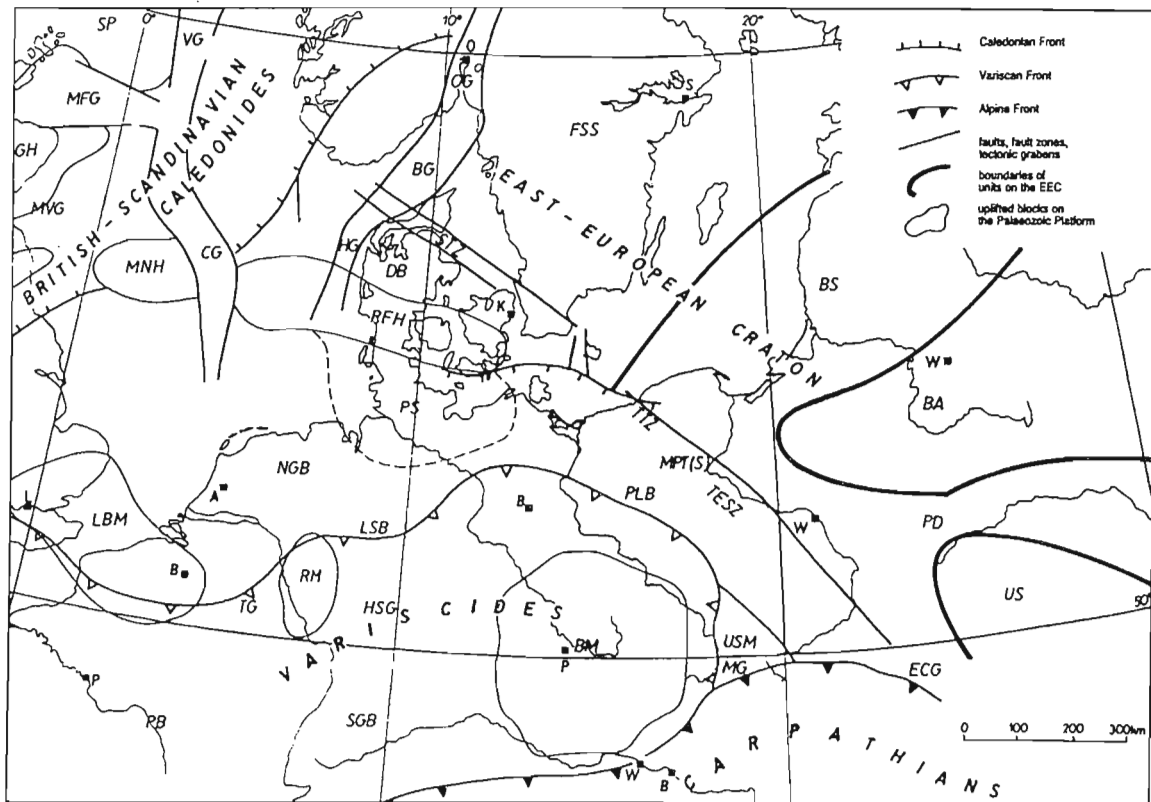 SP
0°
VG
10°
20°
O
OG
MFG
GH
MVG
BRITISH-SCANDINAVIAN
CALEDONIDES
MNH
CG
BG
HG
STZ
DB
K
RFH
PS
FSS
S
EAST-EUROPEAN
CRATON
BS
W
BA
Caledonian Front
Variscan Front
Alpine Front
faults, fault zones,
tectonic grabens
boundaries of
units on the EEC
uplifted blocks on
the Palaeozoic Platform
TTZ
MPT(S)
TESZ
PLB
NGB
A
L
LBM
B
LSB
B
W
PD
US
50°
RM
TG
HSG
VARISCIDES
BM
P
USM
MG
ECG
P
RB
SGB
W
B
CARPATHIANS
0 100 200 300km